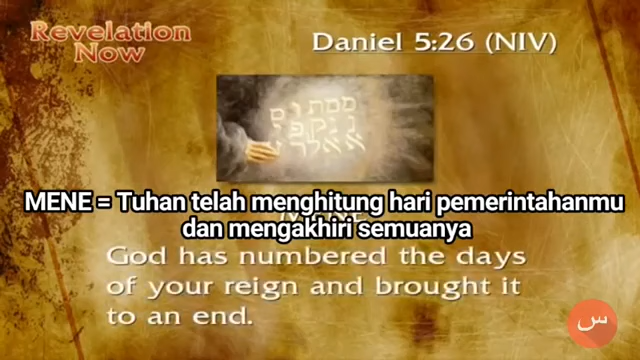 Revelation
Now
Daniel 5:26 (NIV)
MENE = Tuhan telah menghitung hari pemerintahanmu
dan mengakhiri semuanya
God has numbered the days
of your reign and brought it
to an end.
س